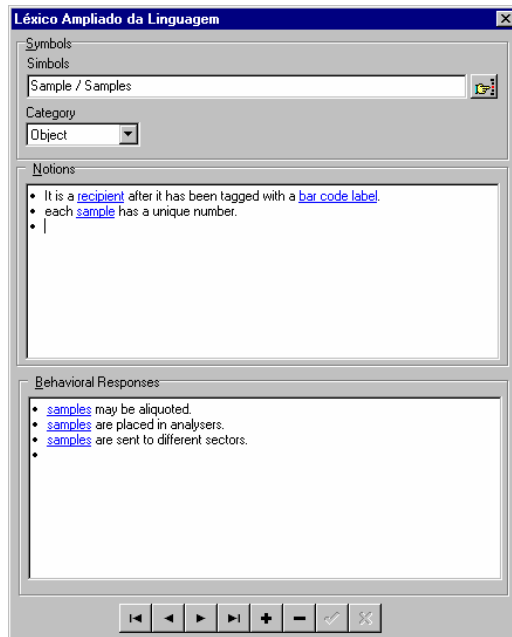 Léxico Ampliado da Linguagem
Symbols
Simbols
Sample / Samples
Category
Object
Notions
• It is a recipient after it has been tagged with a bar code label.
• each sample has a unique number.
•
Behavioral Responses
• samples may be aliquoted.
• samples are placed in analysers.
• samples are sent to different sectors.
•